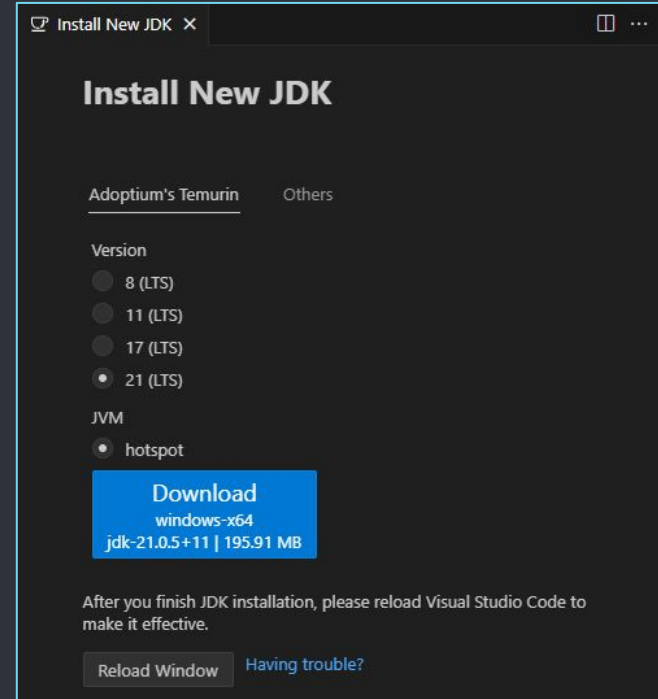 Install New JDK
Install New JDK
Adoptium's Temurin Others
Version
8 (LTS)
11 (LTS)
17 (LTS)
21 (LTS)
JVM
hotspot
Download
windows-x64
jdk-21.0.5+11 | 195.91 MB
After you finish JDK installation, please reload Visual Studio Code to
make it effective.
Reload Window Having trouble?